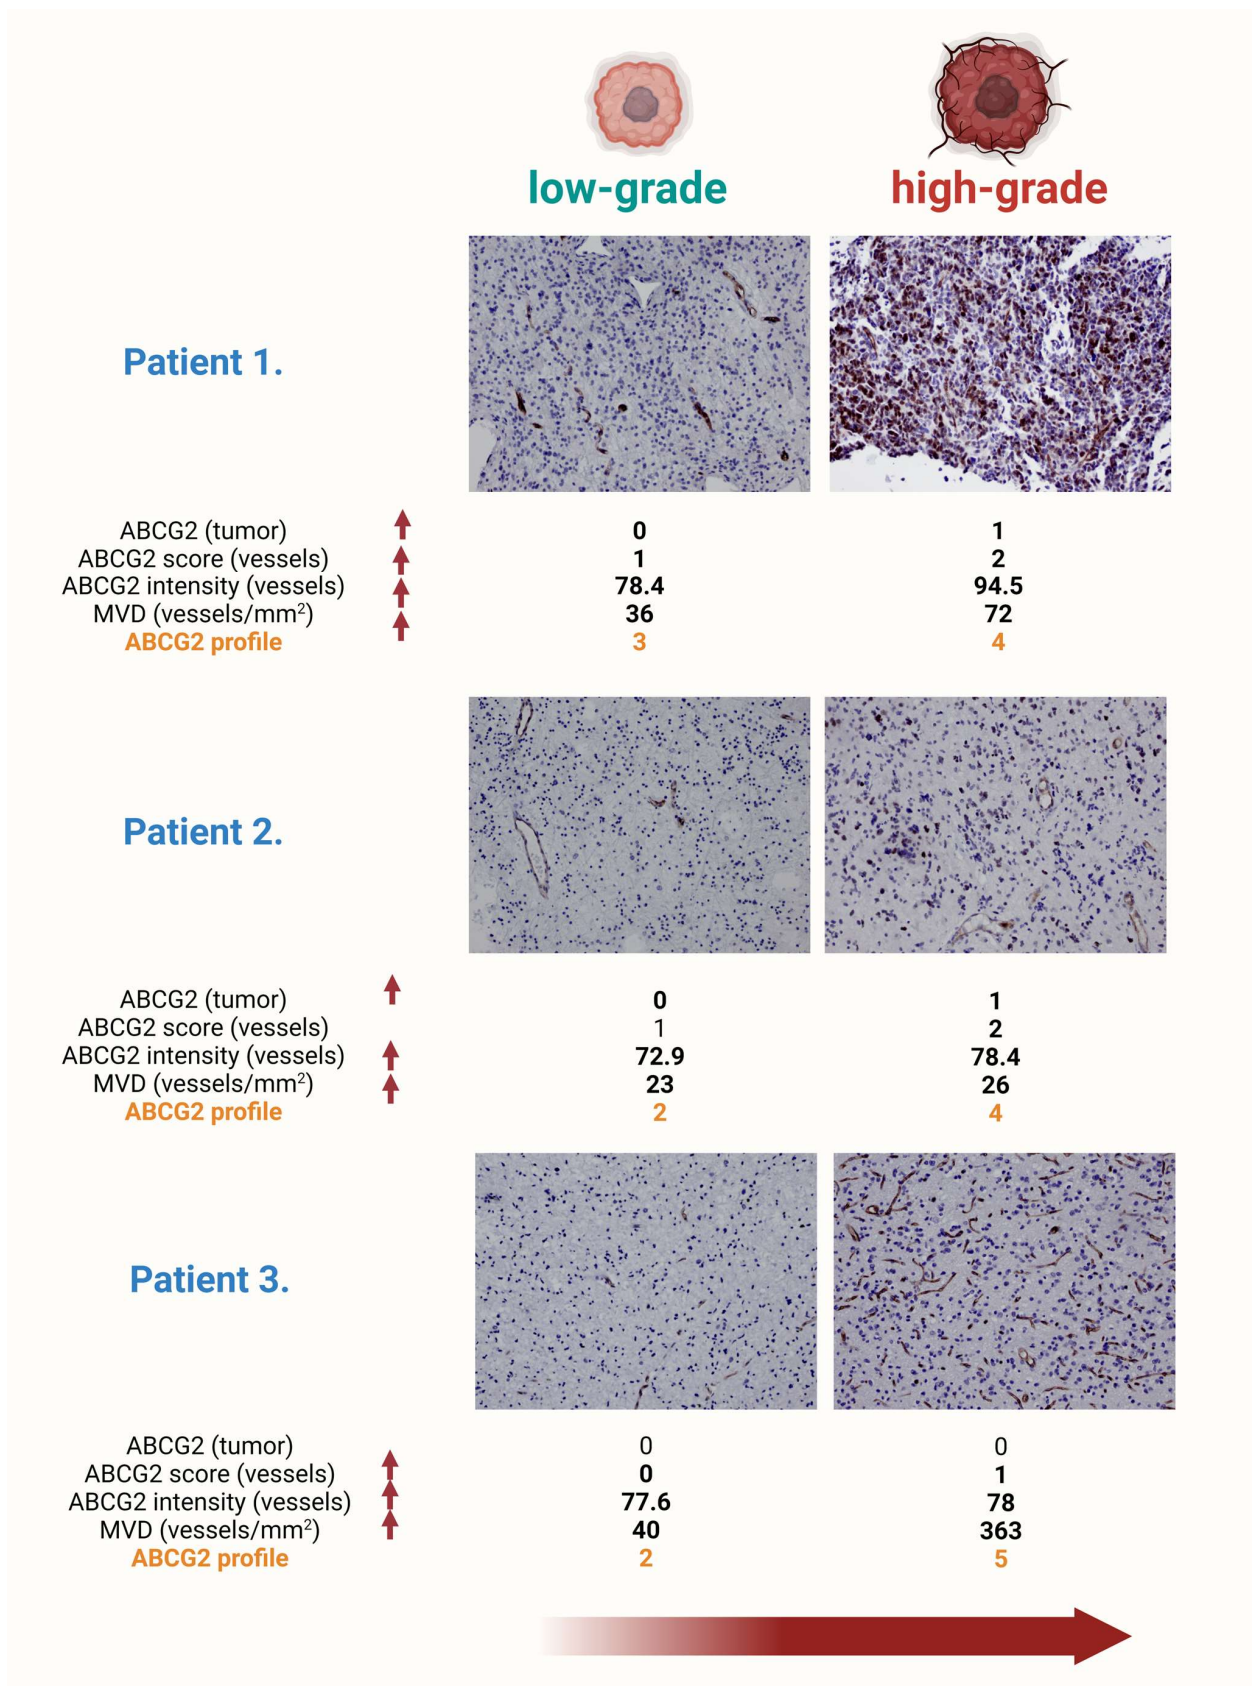 low-grade high-grade
Patient 1.
ABCG2 (tumor) 0 1
ABCG2 score (vessels) 1 2
ABCG2 intensity (vessels) 78.4 94.5
MVD (vessels/mm²) 36 72
ABCG2 profile 3 4
Patient 2.
ABCG2 (tumor) 0 1
ABCG2 score (vessels) 1 2
ABCG2 intensity (vessels) 72.9 78.4
MVD (vessels/mm²) 23 26
ABCG2 profile 2 4
Patient 3.
ABCG2 (tumor) 0 0
ABCG2 score (vessels) 0 1
ABCG2 intensity (vessels) 77.6 78
MVD (vessels/mm²) 40 363
ABCG2 profile 2 5